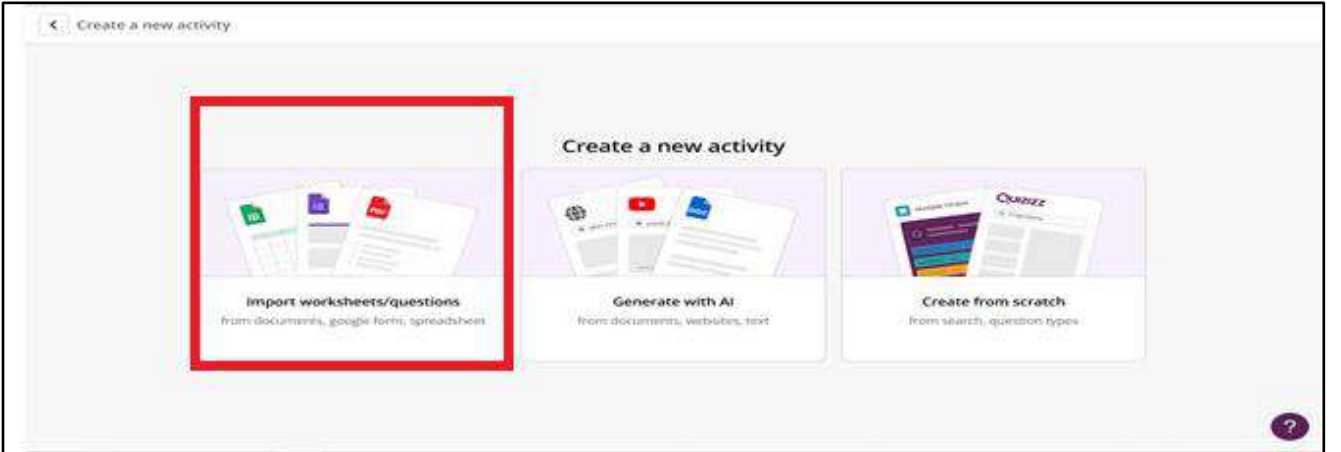 Create a new activity
Create a new activity
PDF
QUIZIZZ
Import worksheets/questions
from documents, google form, spreadsheet
Generate with AI
from documents, websites, text
Create from scratch
from search, question types
?